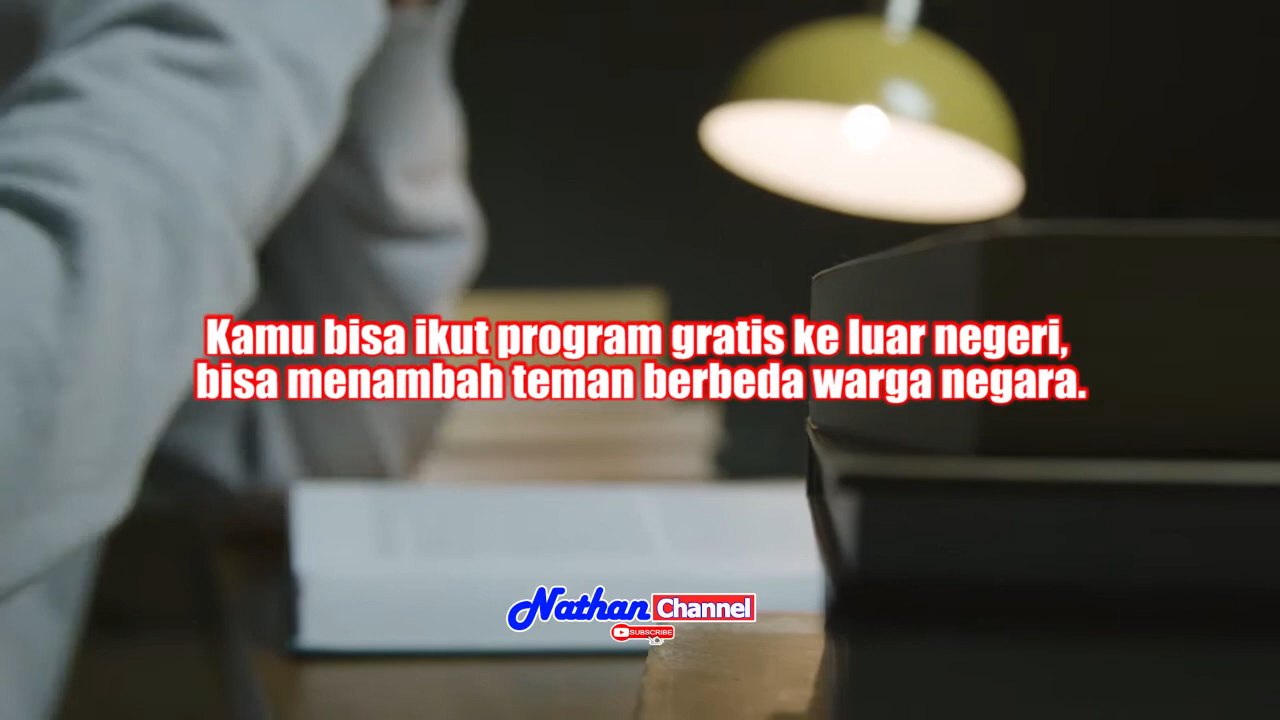 Kamu bisa ikut program gratis ke luar negeri,
bisa menambah teman berbeda warga negara.
Nathan Channel
SUBSCRIBE